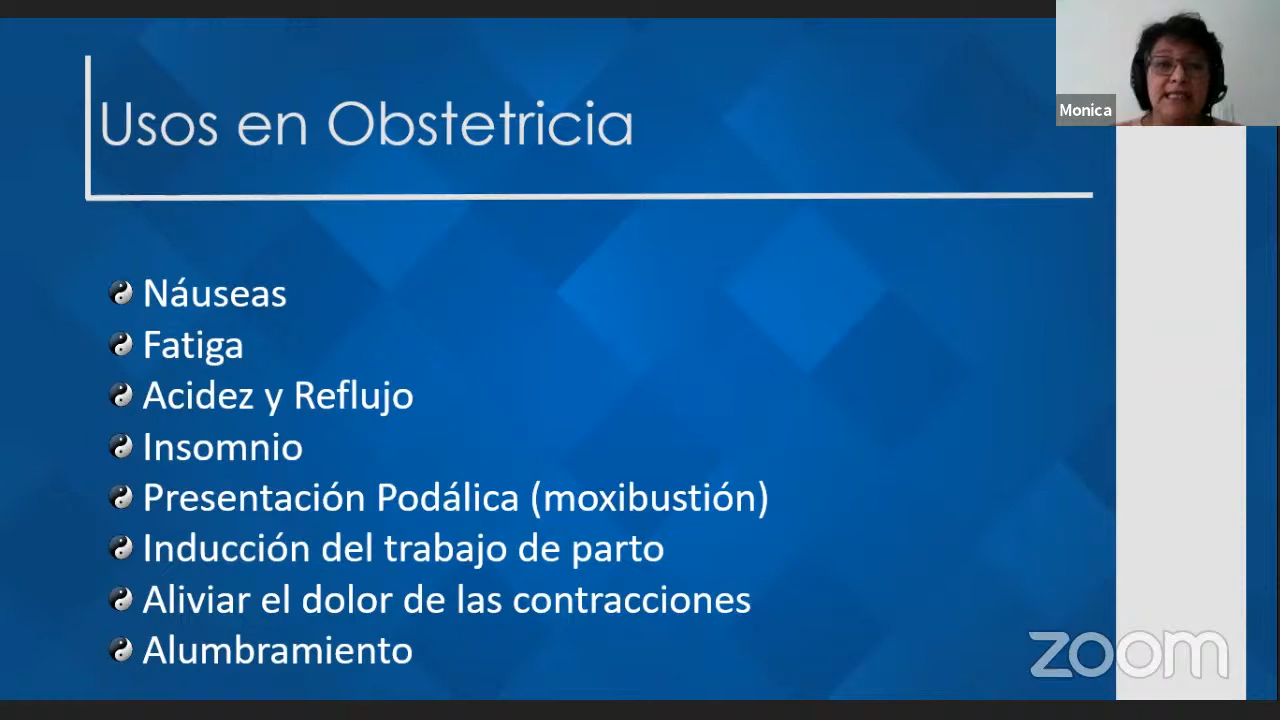 Usos en Obstetricia
Monica
Náuseas
Fatiga
Acidez y Reflujo
Insomnio
Presentación Podálica (moxibustión)
Inducción del trabajo de parto
Aliviar el dolor de las contracciones
Alumbramiento
zoom